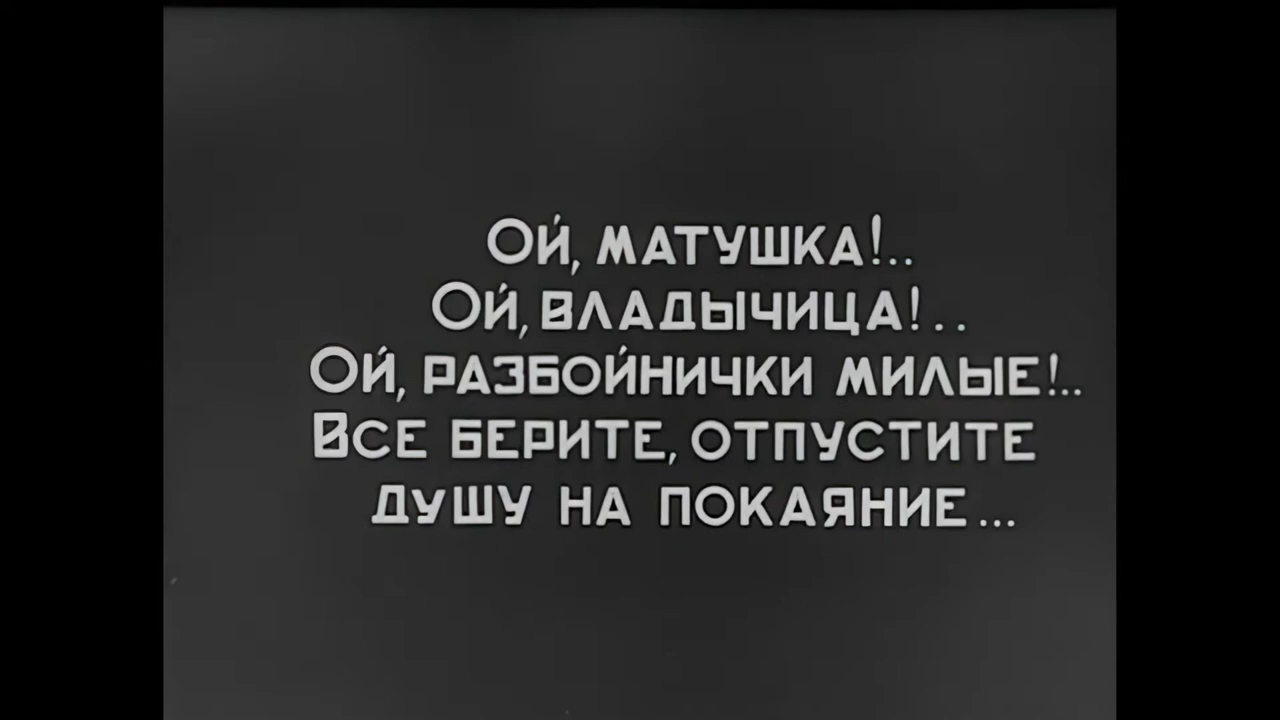 Ой, матушка!..
Ой, владычица!..
Ой, разбойнички милые!..
Все берите, отпустите
душу на покаяние...